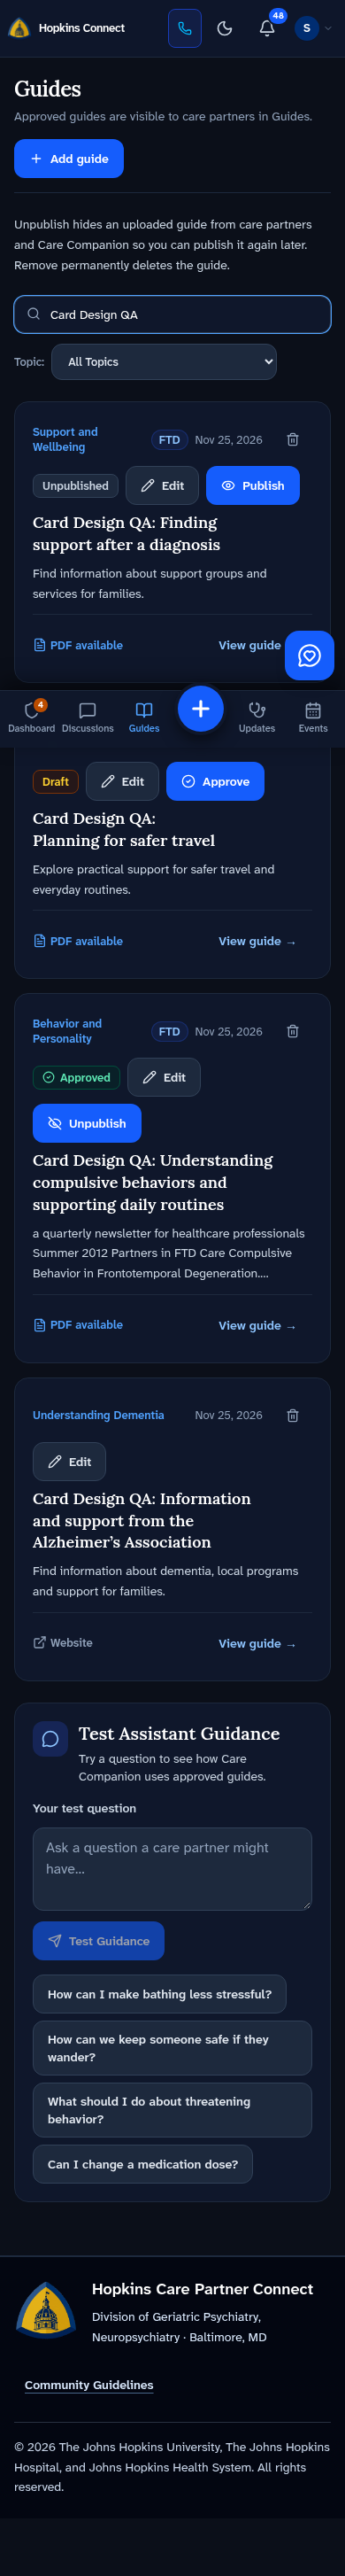 Hopkins Connect
48
S
Guides
Approved guides are visible to care partners in Guides.
Add guide
Unpublish hides an uploaded guide from care partners
and Care Companion so you can publish it again later.
Remove permanently deletes the guide.
Card Design QA
Topic: All Topics
Support and
Wellbeing
FTD Nov 25, 2026
Unpublished Edit Publish
Card Design QA: Finding
support after a diagnosis
Find information about support groups and
services for families.
PDF available View guide
4
Dashboard Discussions Guides Updates Events
Draft Edit Approve
Card Design QA:
Planning for safer travel
Explore practical support for safer travel and
everyday routines.
PDF available View guide →
Behavior and
Personality
FTD Nov 25, 2026
Approved Edit
Unpublish
Card Design QA: Understanding
compulsive behaviors and
supporting daily routines
a quarterly newsletter for healthcare professionals
Summer 2012 Partners in FTD Care Compulsive
Behavior in Frontotemporal Degeneration....
PDF available View guide →
Understanding Dementia Nov 25, 2026
Edit
Card Design QA: Information
and support from the
Alzheimer’s Association
Find information about dementia, local programs
and support for families.
Website View guide →
Test Assistant Guidance
Try a question to see how Care
Companion uses approved guides.
Your test question
Ask a question a care partner might
have...
Test Guidance
How can I make bathing less stressful?
How can we keep someone safe if they
wander?
What should I do about threatening
behavior?
Can I change a medication dose?
Hopkins Care Partner Connect
Division of Geriatric Psychiatry,
Neuropsychiatry · Baltimore, MD
Community Guidelines
© 2026 The Johns Hopkins University, The Johns Hopkins
Hospital, and Johns Hopkins Health System. All rights
reserved.